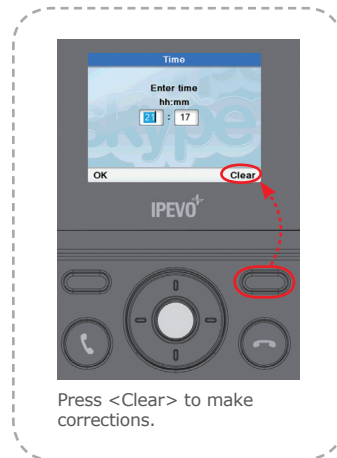 Time
Enter time
hh:mm
21 : 17
skype
OK Clear
IPEVO
Press <Clear> to make
corrections.